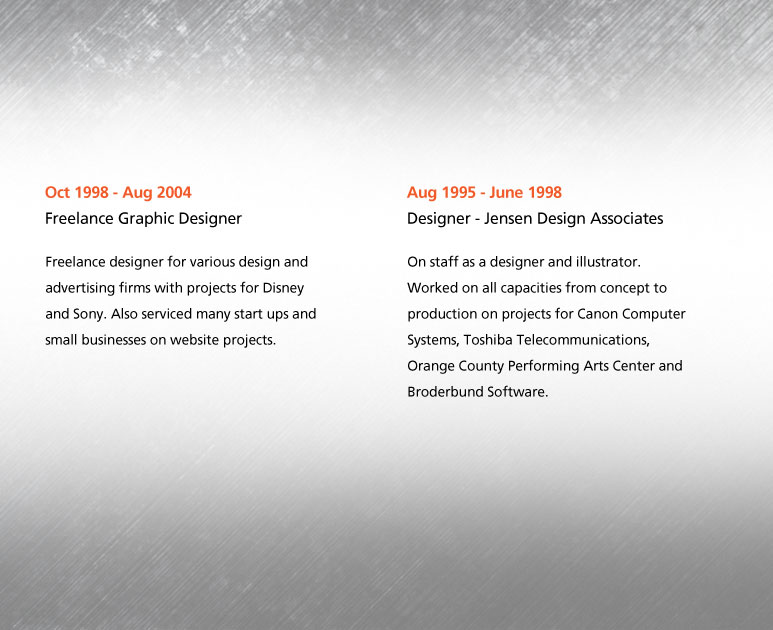 Oct 1998 - Aug 2004
Freelance Graphic Designer
Freelance designer for various design and
advertising firms with projects for Disney
and Sony. Also serviced many start ups and
small businesses on website projects.
Aug 1995 - June 1998
Designer - Jensen Design Associates
On staff as a designer and illustrator.
Worked on all capacities from concept to
production on projects for Canon Computer
Systems, Toshiba Telecommunications,
Orange County Performing Arts Center and
Broderbund Software.